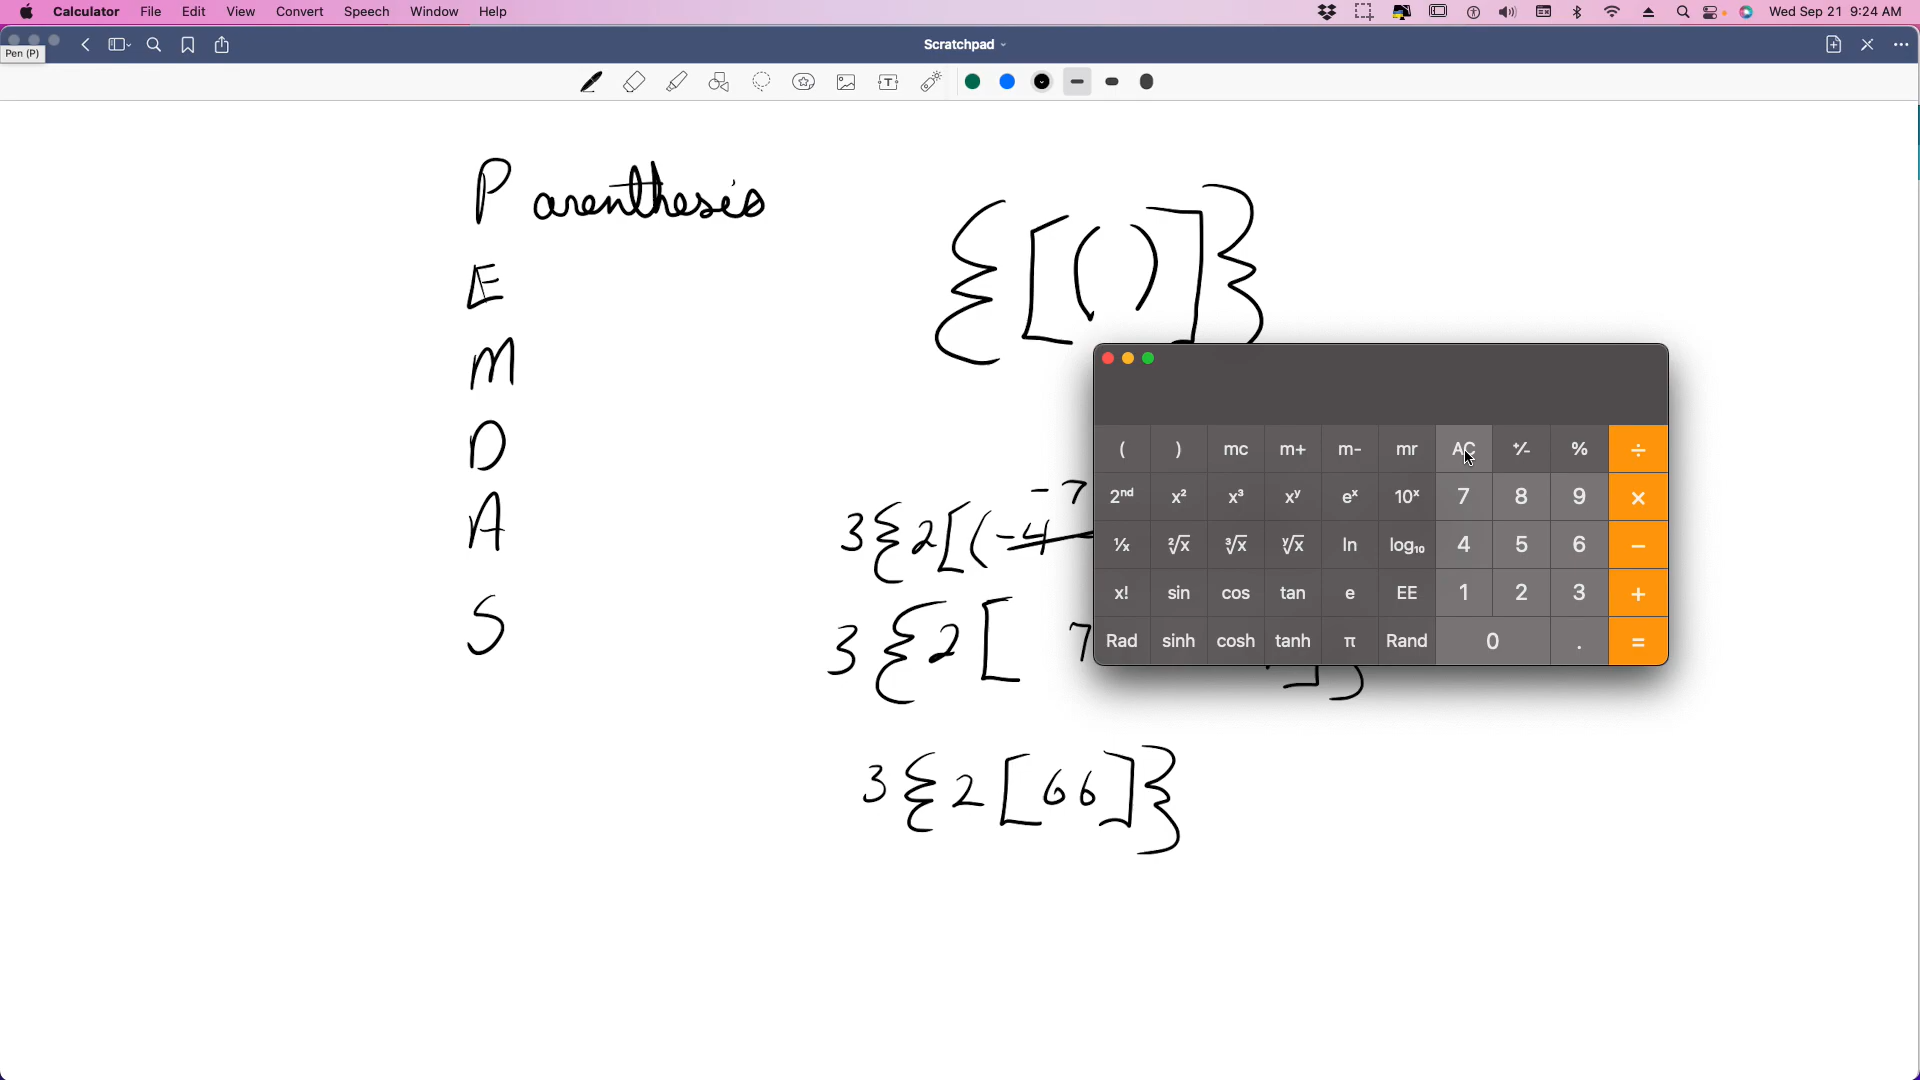 Calculator File Edit View Convert Speech Window Help Wed Sep 21 9:24 AM
Pen (P) Scratchpad
Parenthesis
{[()]}
E
M
D
A
S
-7
3{2[(-4
3{2[ 7 ]}
3{2[66]}
( ) mc m+ m- mr AC +/- % ÷
2nd x² x³ xʸ eˣ 10ˣ 7 8 9 ×
1/x ²√x ³√x ʸ√x ln log₁₀ 4 5 6 −
x! sin cos tan e EE 1 2 3 +
Rad sinh cosh tanh π Rand 0 . =